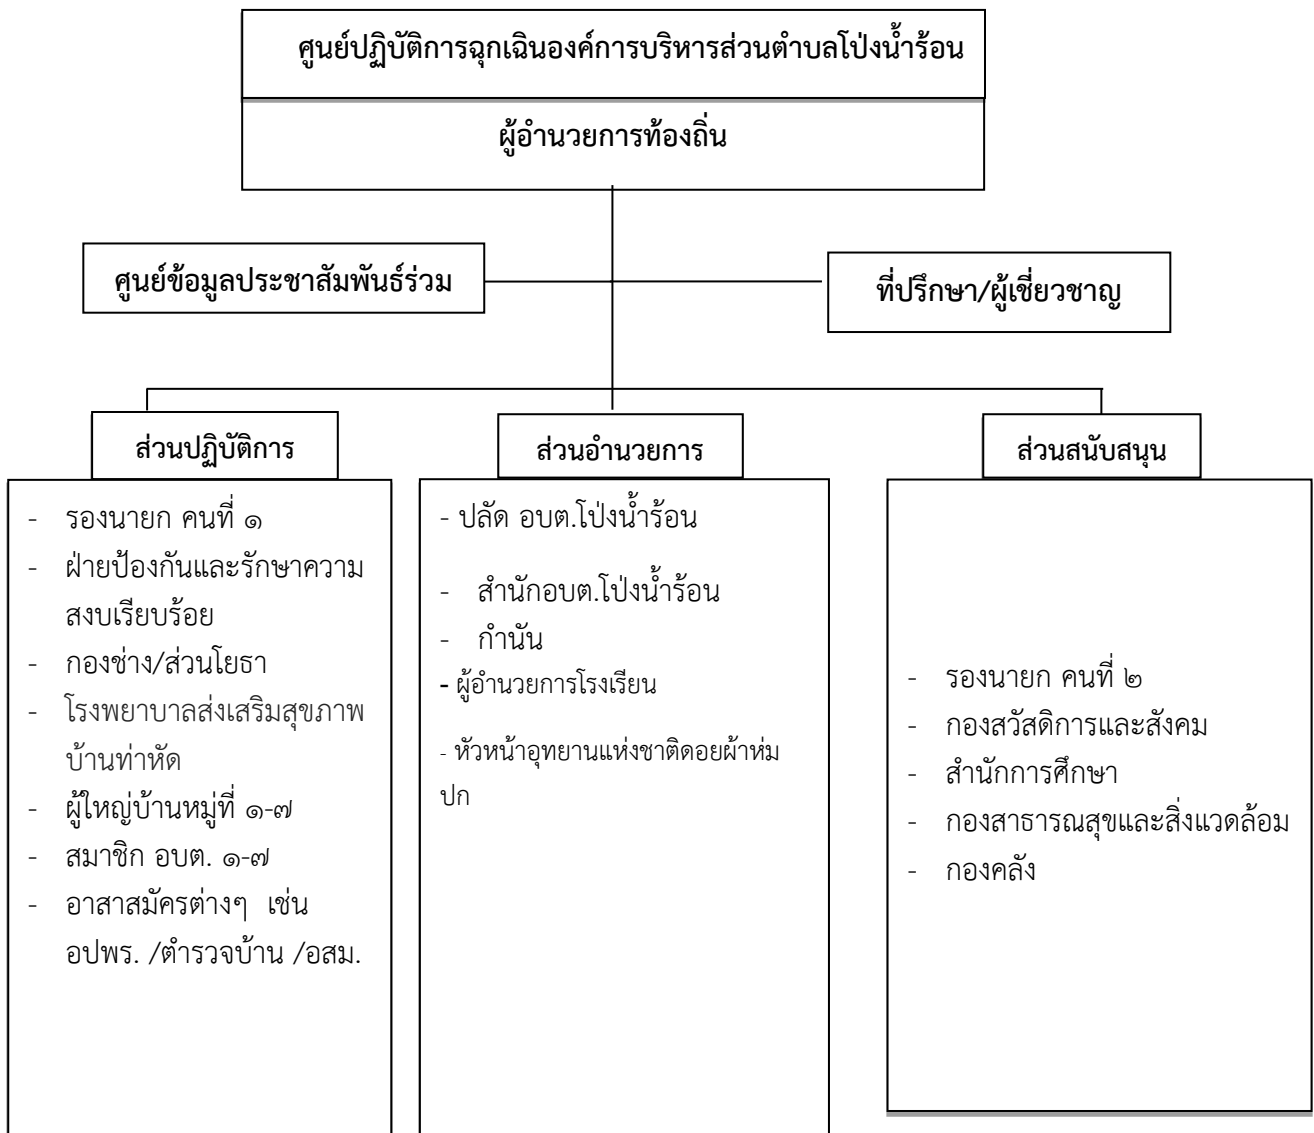 ศูนย์ปฏิบัติการฉุกเฉินองค์การบริหารส่วนตำบลโป่งน้ำร้อน
ผู้อำนวยการท้องถิ่น
ศูนย์ข้อมูลประชาสัมพันธ์ร่วม
ที่ปรึกษา/ผู้เชี่ยวชาญ
ส่วนปฏิบัติการ
- รองนายก คนที่ ๑
- ฝ่ายป้องกันและรักษาความ
สงบเรียบร้อย
- กองช่าง/ส่วนโยธา
- โรงพยาบาลส่งเสริมสุขภาพ
บ้านท่าหัด
- ผู้ใหญ่บ้านหมู่ที่ ๑-๗
- สมาชิก อบต. ๑-๗
- อาสาสมัครต่างๆ เช่น
อปพร. /ตำรวจบ้าน /อสม.
ส่วนอำนวยการ
- ปลัด อบต.โป่งน้ำร้อน
- สำนักอบต.โป่งน้ำร้อน
- กำนัน
- ผู้อำนวยการโรงเรียน
- หัวหน้าอุทยานแห่งชาติดอยผ้าห่ม
ปก
ส่วนสนับสนุน
- รองนายก คนที่ ๒
- กองสวัสดิการและสังคม
- สำนักการศึกษา
- กองสาธารณสุขและสิ่งแวดล้อม
- กองคลัง